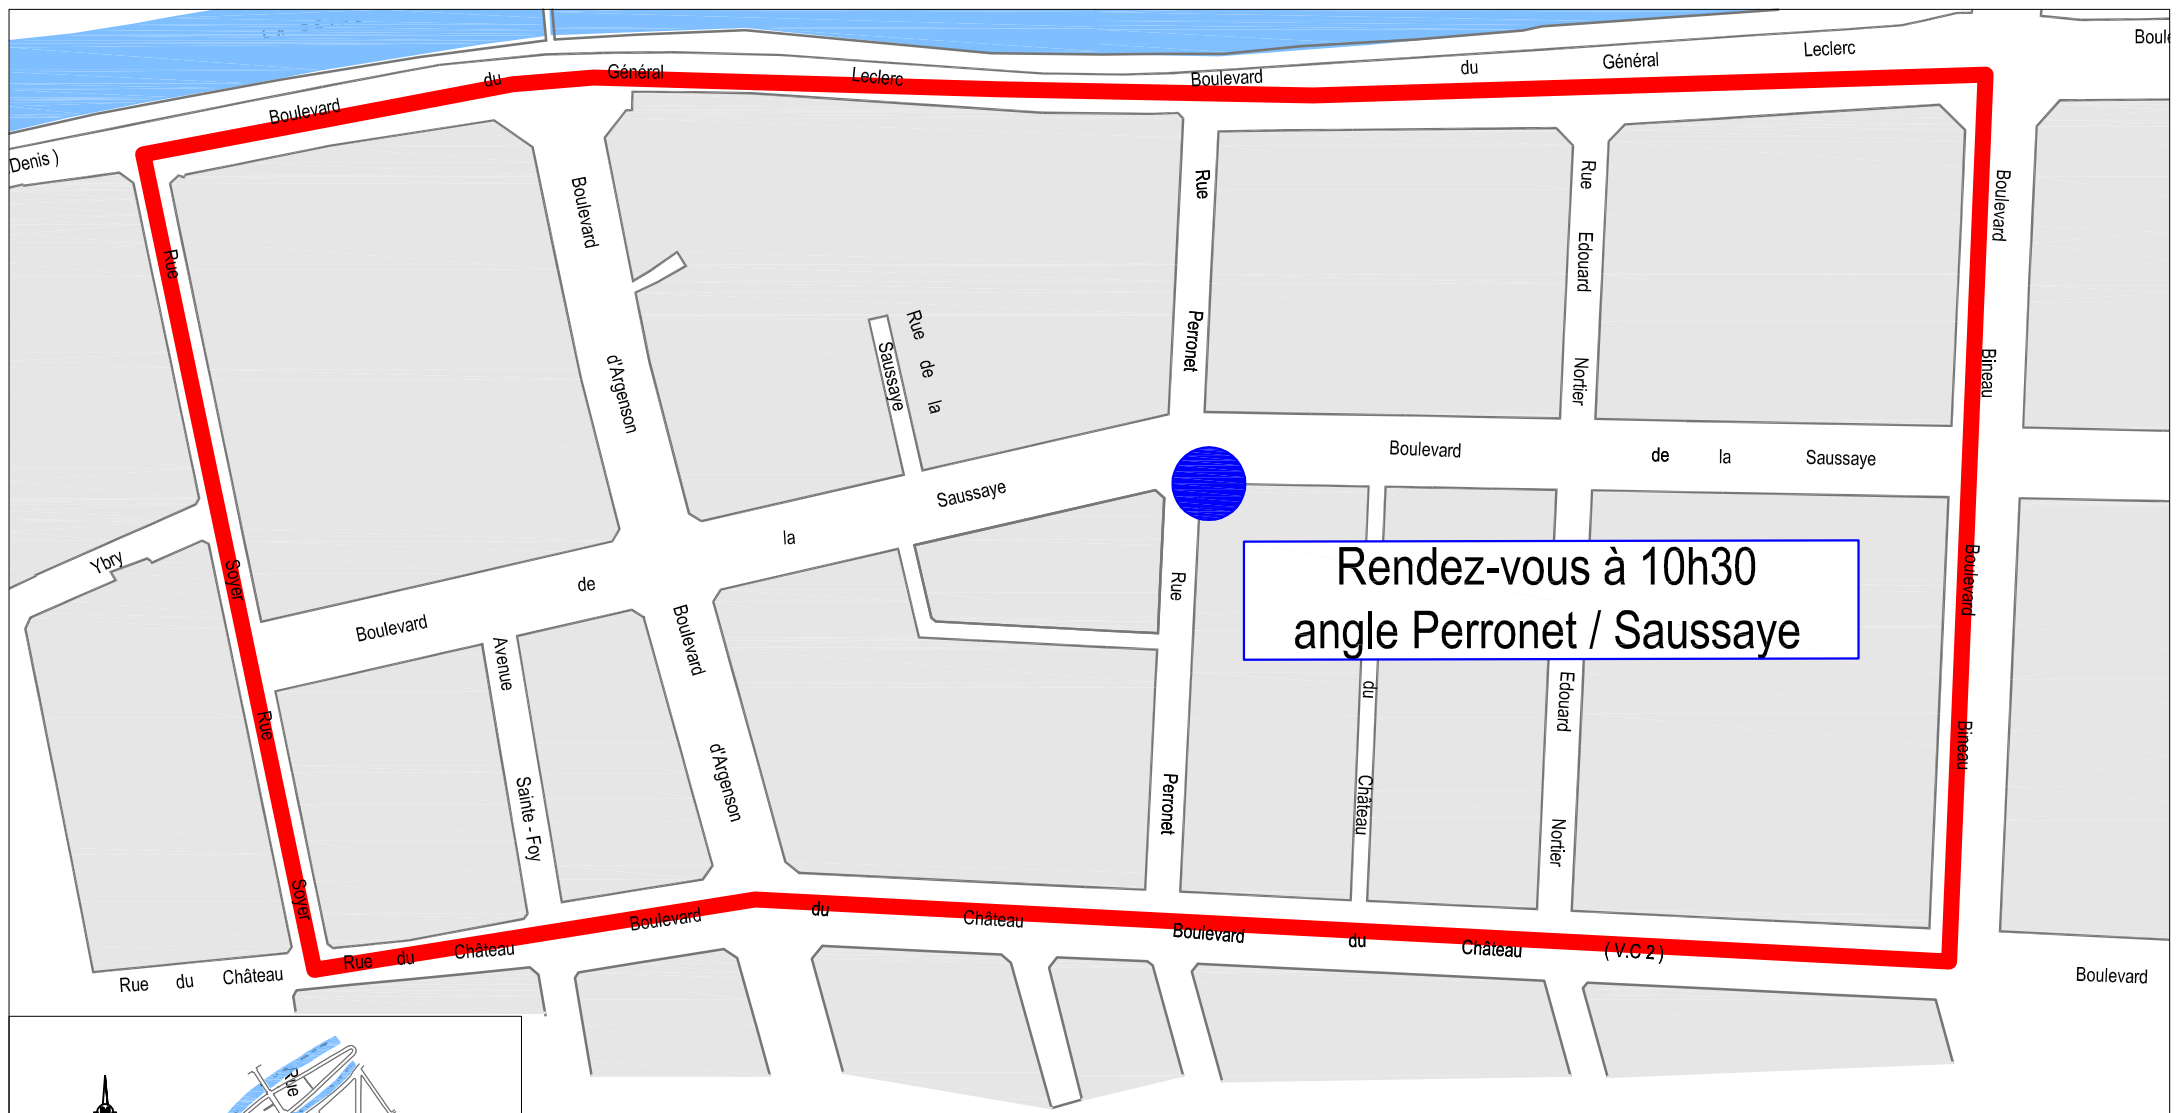 Boulevard du Général Leclerc
Boulevard du Général Leclerc
Boule
Denis )
Rue Soyer
Rue Soyer
Boulevard d'Argenson
Rue de la
Saussaye
Rue Perronet
Rue Edouard Nortier
Boulevard Bineau
Boulevard de la Saussaye
Boulevard de la Saussaye
Ybry
Rendez-vous à 10h30
angle Perronet / Saussaye
Avenue Sainte - Foy
Boulevard d'Argenson
Rue Perronet
du Château
Edouard Nortier
Boulevard Bineau
Rue du Château
Rue du Château
Boulevard du Château
Boulevard du Château ( V.C 2 )
Boulevard
Rue